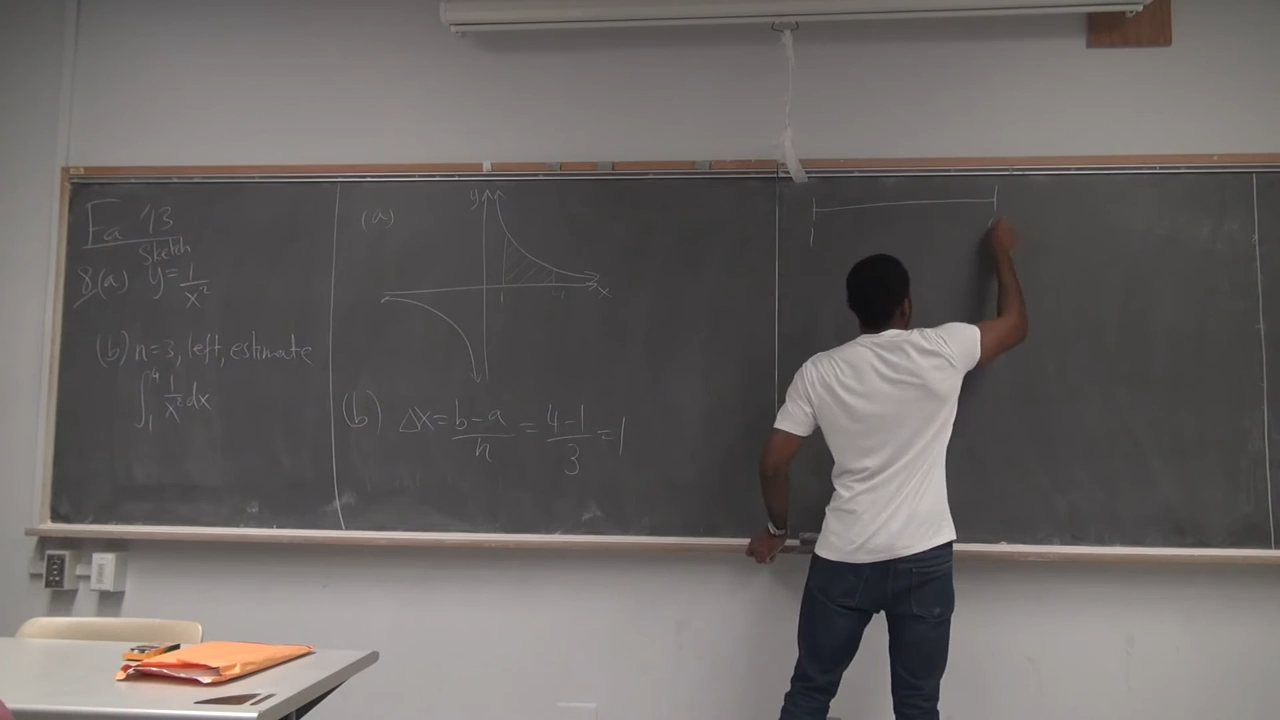 Fa '13
Sketch
8(a) y = 1/x²
(b) n=3, left, estimate
∫₁⁴ 1/x² dx
(a)
y
x
1 4
(b) Δx = b-a/n = 4-1/3 = 1
1